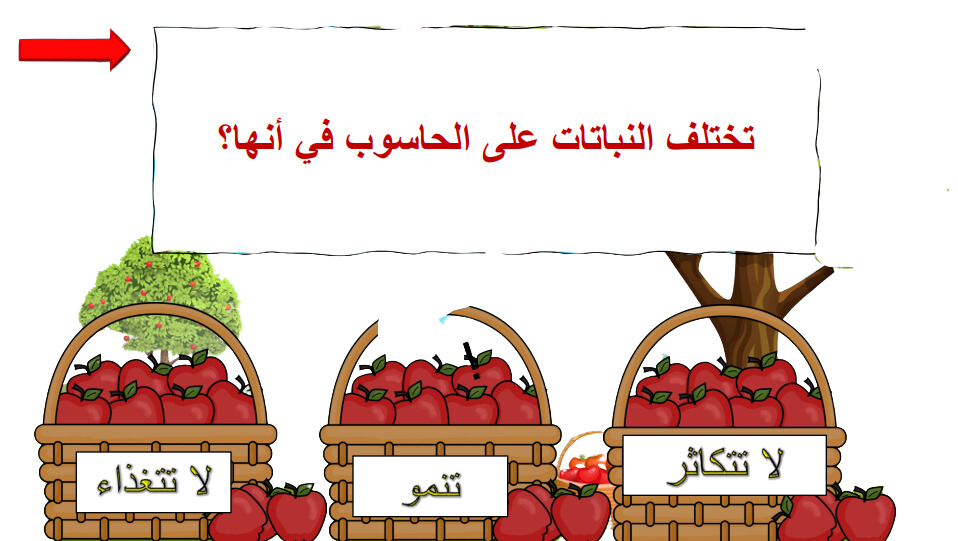 تختلف النباتات على الحاسوب في أنها؟
لا تتكاثر
تنمو
لا تتغذاء